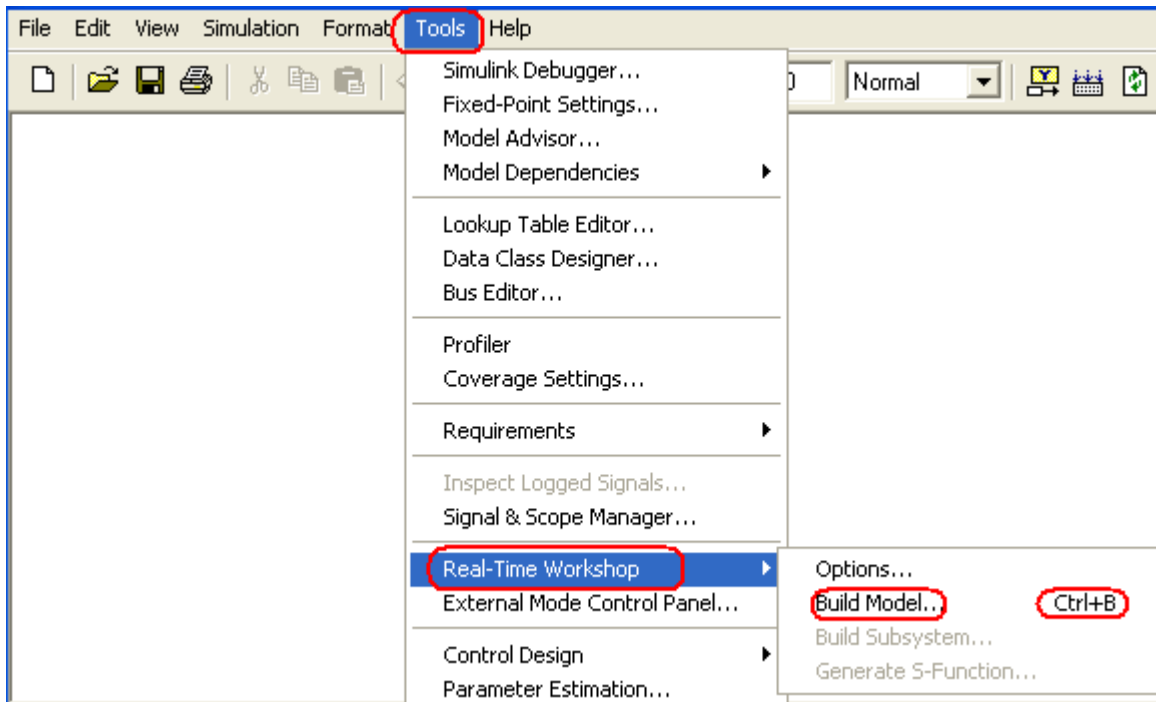 File Edit View Simulation Format Tools Help
Simulink Debugger...
0 Normal
Fixed-Point Settings...
Model Advisor...
Model Dependencies
Lookup Table Editor...
Data Class Designer...
Bus Editor...
Profiler
Coverage Settings...
Requirements
Inspect Logged Signals...
Signal & Scope Manager...
Real-Time Workshop
Options...
External Mode Control Panel...
Build Model... Ctrl+B
Build Subsystem...
Control Design
Generate S-Function...
Parameter Estimation...